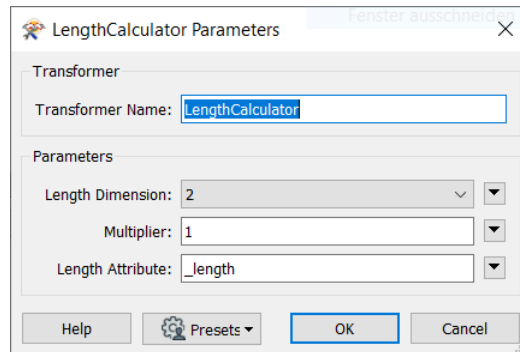 Fenster ausschneiden
LengthCalculator Parameters
Transformer
Transformer Name: LengthCalculator
Parameters
Length Dimension: 2
Multiplier: 1
Length Attribute: _length
Help Presets OK Cancel